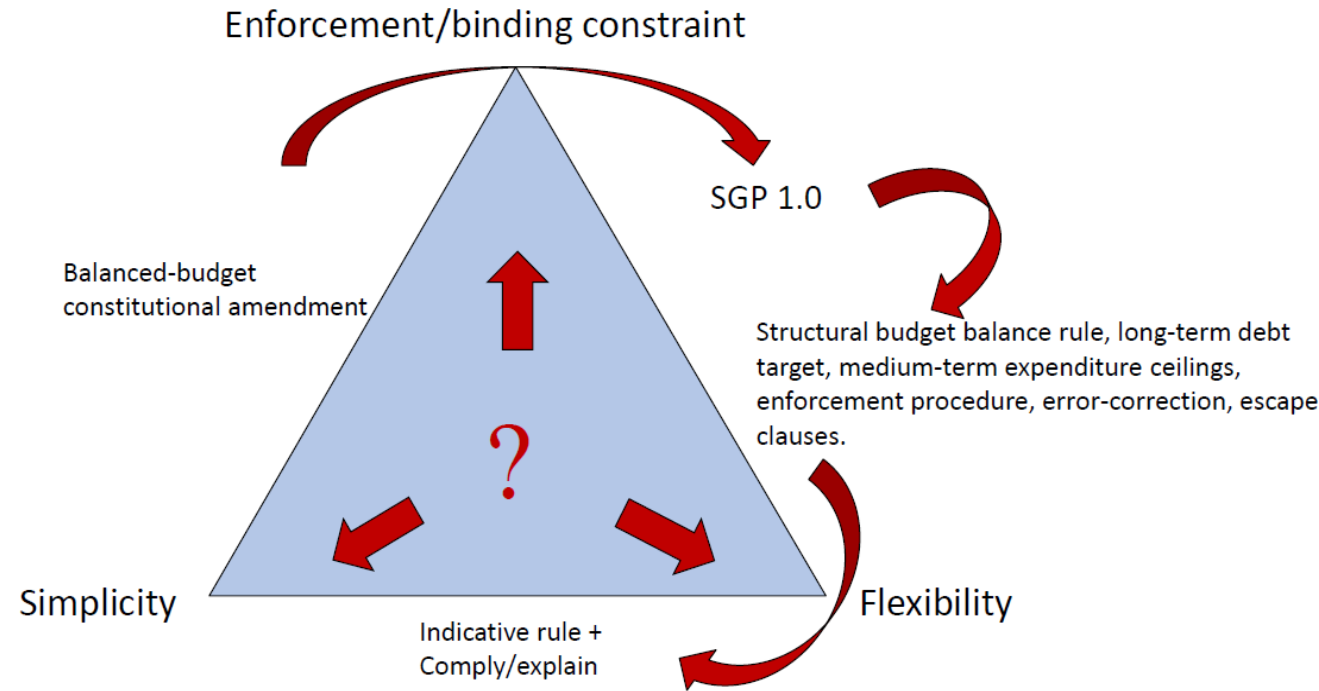 Enforcement/binding constraint
SGP 1.0
Balanced-budget
constitutional amendment
Structural budget balance rule, long-term debt
target, medium-term expenditure ceilings,
enforcement procedure, error-correction, escape
clauses.
?
Simplicity
Flexibility
Indicative rule +
Comply/explain